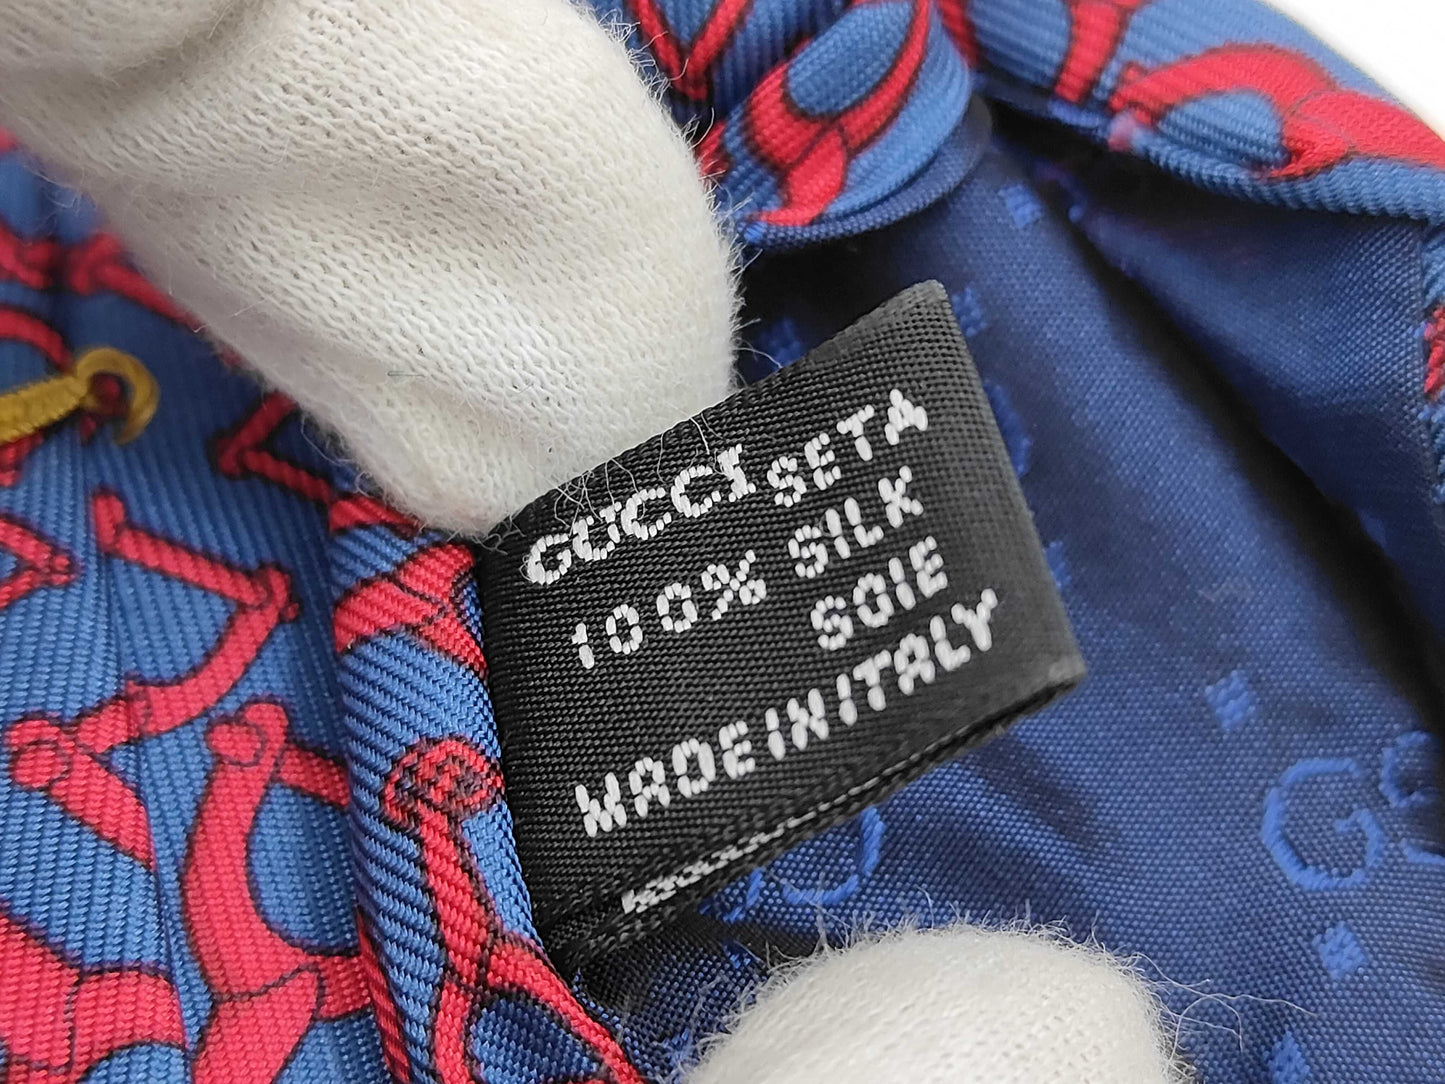 GUCCI
SETA
100% SILK
SOIE
MADE IN ITALY
G